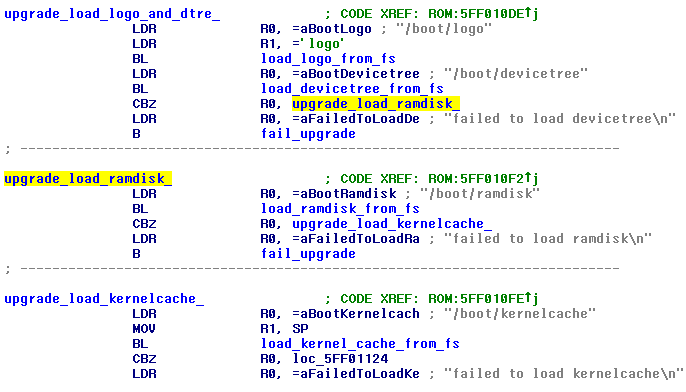 upgrade_load_logo_and_dtre_ ; CODE XREF: ROM:5FF010DE↑j
LDR R0, =aBootLogo ; "/boot/logo"
LDR R1, ='logo'
BL load_logo_from_fs
LDR R0, =aBootDevicetree ; "/boot/devicetree"
BL load_devicetree_from_fs
CBZ R0, upgrade_load_ramdisk_
LDR R0, =aFailedToLoadDe ; "failed to load devicetree\n"
B fail_upgrade
; ---------------------------------------------------------------------------
upgrade_load_ramdisk_ ; CODE XREF: ROM:5FF010F2↑j
LDR R0, =aBootRamdisk ; "/boot/ramdisk"
BL load_ramdisk_from_fs
CBZ R0, upgrade_load_kernelcache_
LDR R0, =aFailedToLoadRa ; "failed to load ramdisk\n"
B fail_upgrade
; ---------------------------------------------------------------------------
upgrade_load_kernelcache_ ; CODE XREF: ROM:5FF010FE↑j
LDR R0, =aBootKernelcach ; "/boot/kernelcache"
MOV R1, SP
BL load_kernel_cache_from_fs
CBZ R0, loc_5FF01124
LDR R0, =aFailedToLoadKe ; "failed to load kernelcache\n"